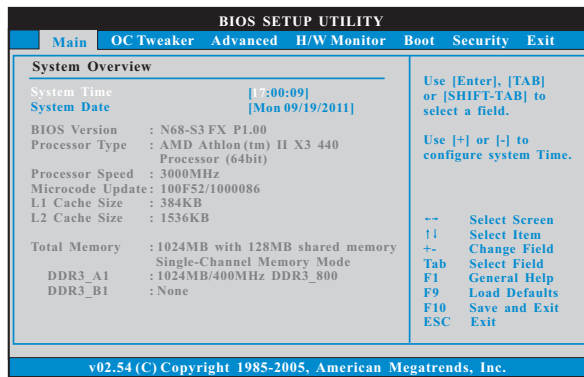 BIOS SETUP UTILITY
Main OC Tweaker Advanced H/W Monitor Boot Security Exit
System Overview
System Time [17:00:09]
System Date [Mon 09/19/2011]
BIOS Version : N68-S3 FX P1.00
Processor Type : AMD Athlon (tm) II X3 440
Processor (64bit)
Processor Speed : 3000MHz
Microcode Update : 100F52/1000086
L1 Cache Size : 384KB
L2 Cache Size : 1536KB
Total Memory : 1024MB with 128MB shared memory
Single-Channel Memory Mode
DDR3_A1 : 1024MB/400MHz DDR3_800
DDR3_B1 : None
Use [Enter], [TAB]
or [SHIFT-TAB] to
select a field.
Use [+] or [-] to
configure system Time.
←→ Select Screen
↑↓ Select Item
+- Change Field
Tab Select Field
F1 General Help
F9 Load Defaults
F10 Save and Exit
ESC Exit
v02.54 (C) Copyright 1985-2005, American Megatrends, Inc.